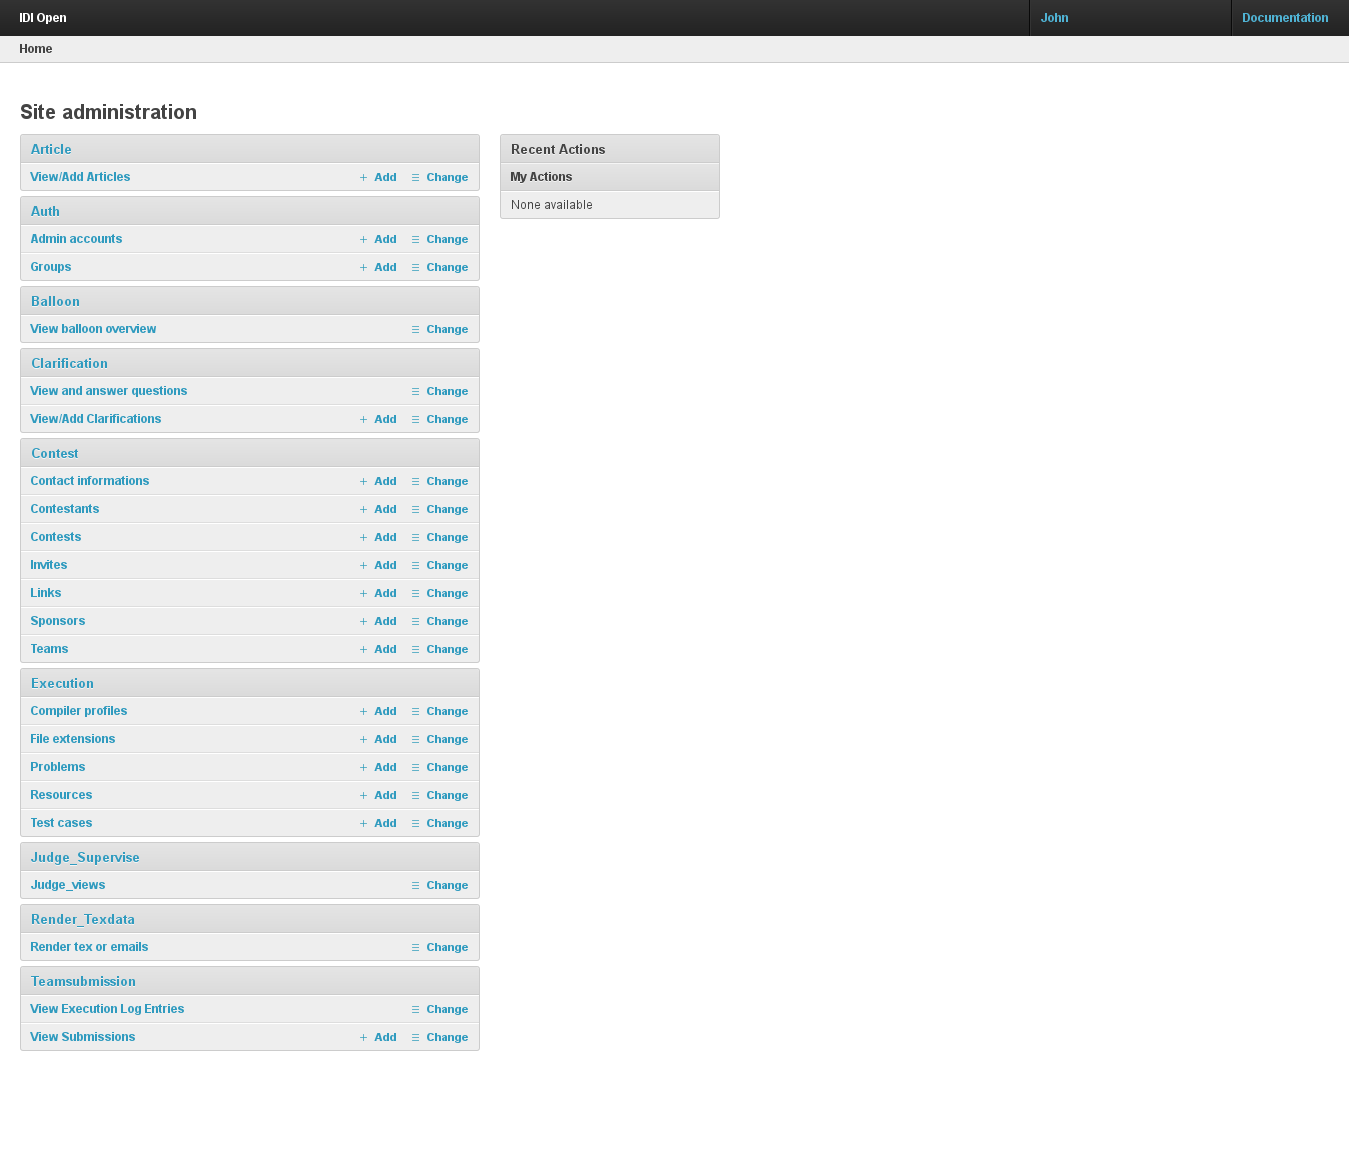 IDI Open John Documentation
Home
Site administration
Article
View/Add Articles Add Change
Auth
Admin accounts Add Change
Groups Add Change
Balloon
View balloon overview Change
Clarification
View and answer questions Change
View/Add Clarifications Add Change
Contest
Contact informations Add Change
Contestants Add Change
Contests Add Change
Invites Add Change
Links Add Change
Sponsors Add Change
Teams Add Change
Execution
Compiler profiles Add Change
File extensions Add Change
Problems Add Change
Resources Add Change
Test cases Add Change
Judge_Supervise
Judge_views Change
Render_Texdata
Render tex or emails Change
Teamsubmission
View Execution Log Entries Change
View Submissions Add Change
Recent Actions
My Actions
None available